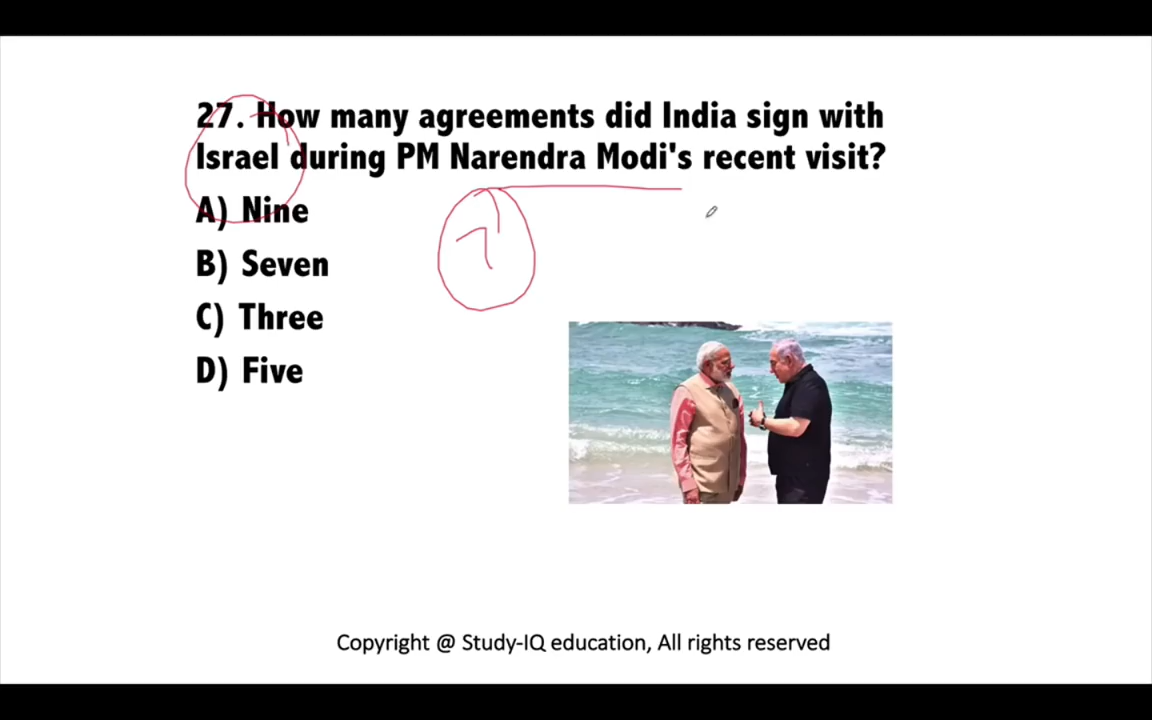 27. How many agreements did India sign with
Israel during PM Narendra Modi's recent visit?
A) Nine
7
B) Seven
C) Three
D) Five
Copyright @ Study-IQ education, All rights reserved